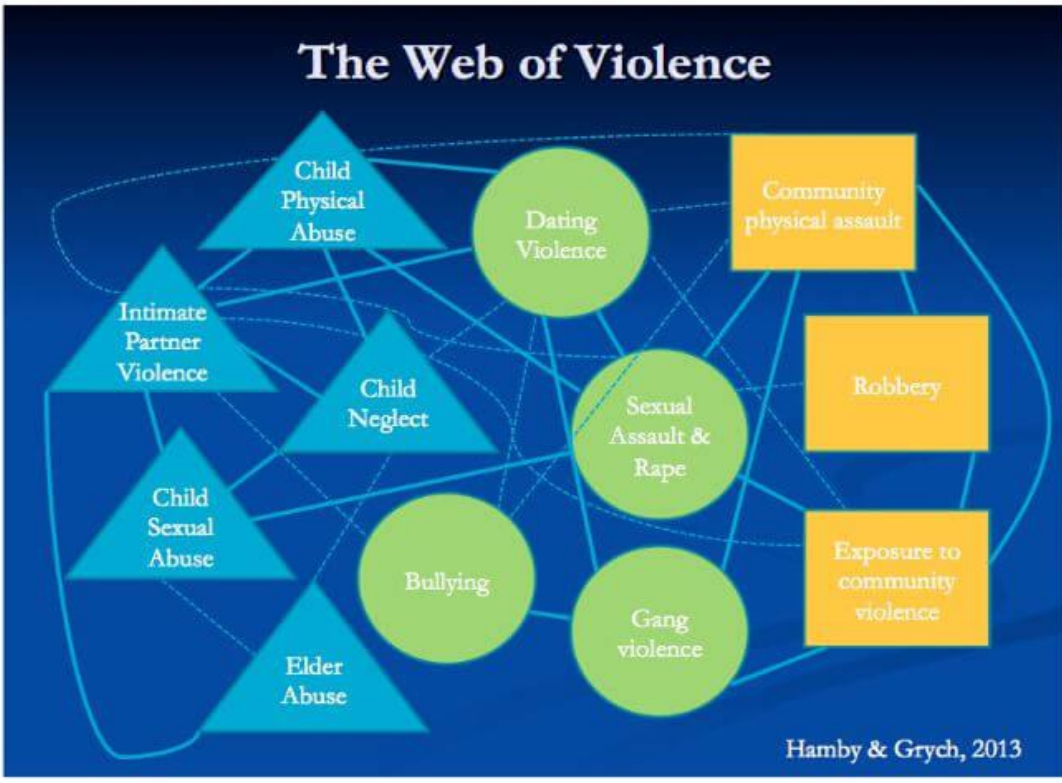 The Web of Violence
Child
Physical
Abuse
Dating
Violence
Community
physical assault
Intimate
Partner
Violence
Child
Neglect
Sexual
Assault &
Rape
Robbery
Child
Sexual
Abuse
Bullying
Gang
violence
Exposure to
community
violence
Elder
Abuse
Hamby & Grych, 2013